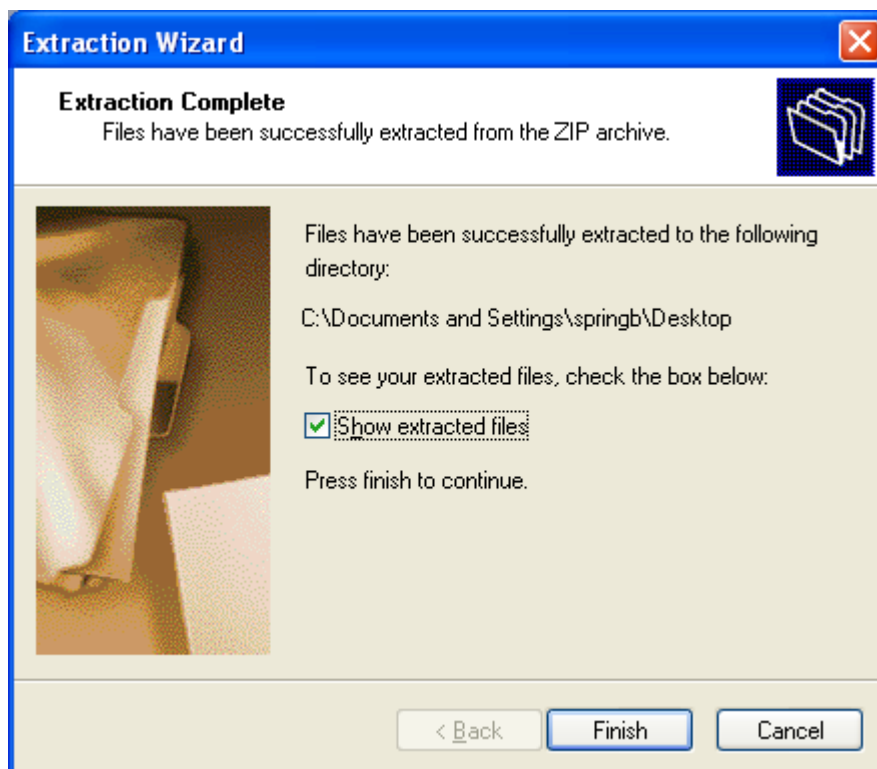 Extraction Wizard
Extraction Complete
Files have been successfully extracted from the ZIP archive.
Files have been successfully extracted to the following
directory:
C:\Documents and Settings\springb\Desktop
To see your extracted files, check the box below:
Show extracted files
Press finish to continue.
< Back Finish Cancel